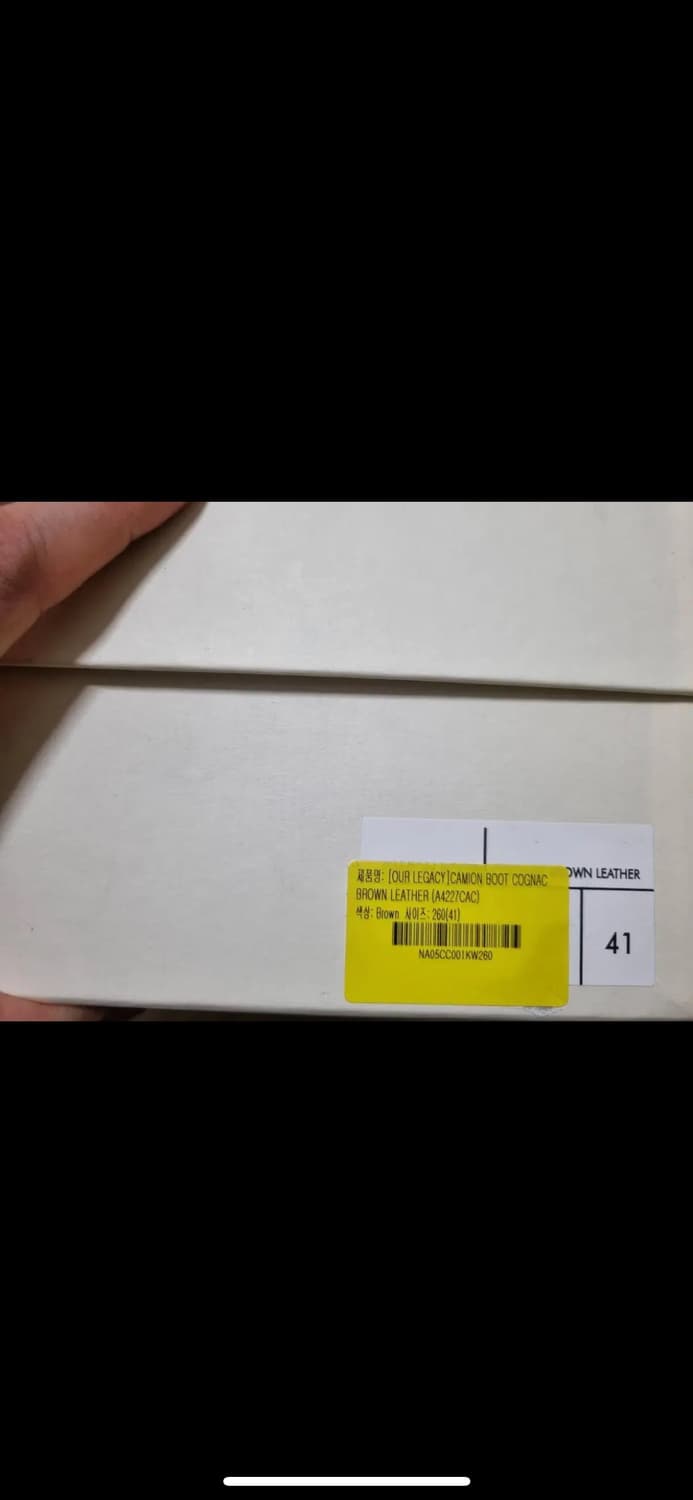 OWN LEATHER
제품명: [OUR LEGACY]CAMION BOOT COGNAC
BROWN LEATHER (A4227CAC)
색상: Brown 사이즈: 260(41)
NA05CC001KW260
41